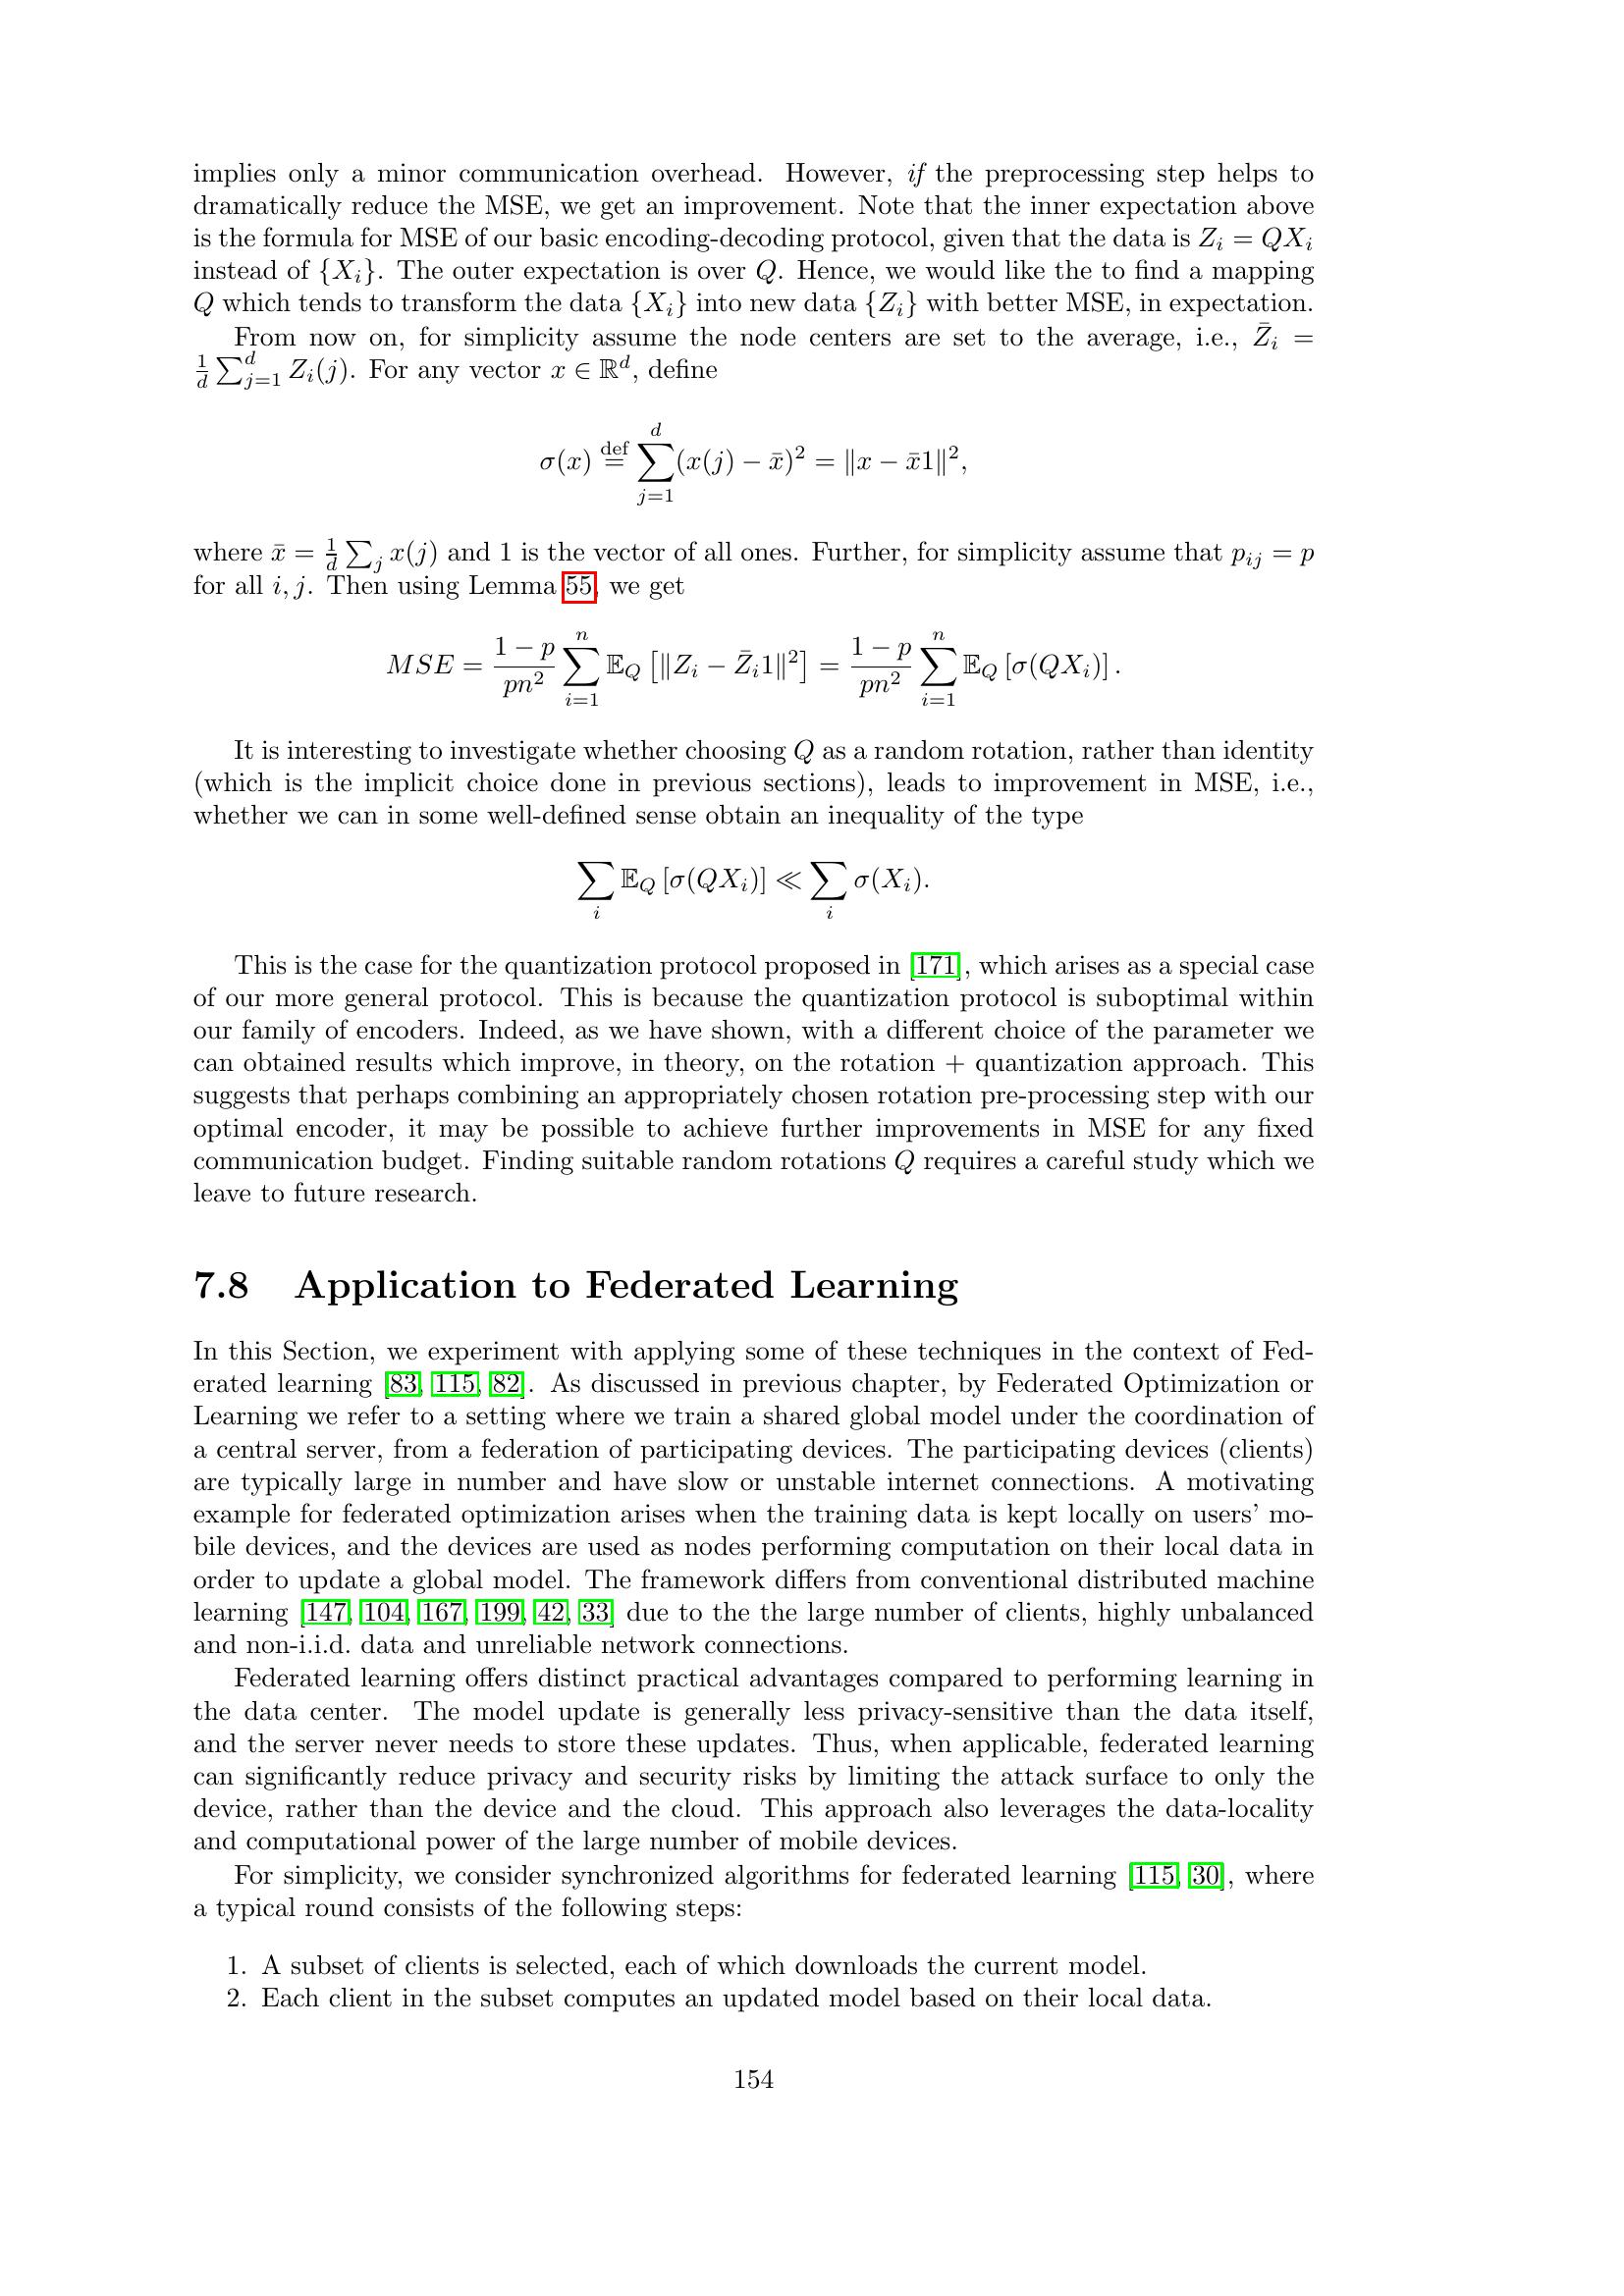 implies only a minor communication overhead. However, if the preprocessing step helps to
dramatically reduce the MSE, we get an improvement. Note that the inner expectation above
is the formula for MSE of our basic encoding-decoding protocol, given that the data is $Z_i = QX_i$
instead of $\{X_i\}$. The outer expectation is over $Q$. Hence, we would like the to find a mapping
$Q$ which tends to transform the data $\{X_i\}$ into new data $\{Z_i\}$ with better MSE, in expectation.
From now on, for simplicity assume the node centers are set to the average, i.e., $\bar{Z}_i =$
$\frac{1}{d}\sum_{j=1}^{d} Z_i(j)$. For any vector $x \in \mathbb{R}^d$, define
$\sigma(x) \stackrel{\text{def}}{=} \sum_{j=1}^{d} (x(j) - \bar{x})^2 = \|x - \bar{x}1\|^2,$
where $\bar{x} = \frac{1}{d}\sum_j x(j)$ and 1 is the vector of all ones. Further, for simplicity assume that $p_{ij} = p$
for all $i, j$. Then using Lemma 55, we get
$MSE = \frac{1-p}{pn^2} \sum_{i=1}^{n} \mathbb{E}_Q \left[\|Z_i - \bar{Z}_i 1\|^2\right] = \frac{1-p}{pn^2} \sum_{i=1}^{n} \mathbb{E}_Q \left[\sigma(QX_i)\right].$
It is interesting to investigate whether choosing $Q$ as a random rotation, rather than identity
(which is the implicit choice done in previous sections), leads to improvement in MSE, i.e.,
whether we can in some well-defined sense obtain an inequality of the type
$\sum_i \mathbb{E}_Q \left[\sigma(QX_i)\right] \ll \sum_i \sigma(X_i).$
This is the case for the quantization protocol proposed in [171], which arises as a special case
of our more general protocol. This is because the quantization protocol is suboptimal within
our family of encoders. Indeed, as we have shown, with a different choice of the parameter we
can obtained results which improve, in theory, on the rotation + quantization approach. This
suggests that perhaps combining an appropriately chosen rotation pre-processing step with our
optimal encoder, it may be possible to achieve further improvements in MSE for any fixed
communication budget. Finding suitable random rotations $Q$ requires a careful study which we
leave to future research.
7.8 Application to Federated Learning
In this Section, we experiment with applying some of these techniques in the context of Fed-
erated learning [83, 115, 82]. As discussed in previous chapter, by Federated Optimization or
Learning we refer to a setting where we train a shared global model under the coordination of
a central server, from a federation of participating devices. The participating devices (clients)
are typically large in number and have slow or unstable internet connections. A motivating
example for federated optimization arises when the training data is kept locally on users' mo-
bile devices, and the devices are used as nodes performing computation on their local data in
order to update a global model. The framework differs from conventional distributed machine
learning [147, 104, 167, 199, 42, 33] due to the the large number of clients, highly unbalanced
and non-i.i.d. data and unreliable network connections.
Federated learning offers distinct practical advantages compared to performing learning in
the data center. The model update is generally less privacy-sensitive than the data itself,
and the server never needs to store these updates. Thus, when applicable, federated learning
can significantly reduce privacy and security risks by limiting the attack surface to only the
device, rather than the device and the cloud. This approach also leverages the data-locality
and computational power of the large number of mobile devices.
For simplicity, we consider synchronized algorithms for federated learning [115, 30], where
a typical round consists of the following steps:
1. A subset of clients is selected, each of which downloads the current model.
2. Each client in the subset computes an updated model based on their local data.
154